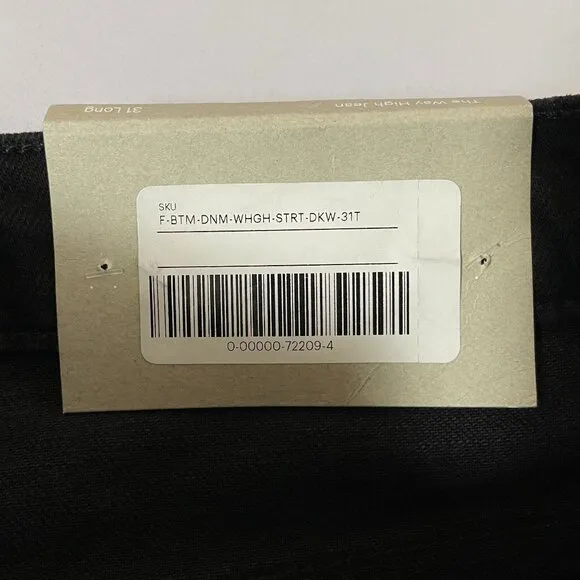 31 Long
The Way High Jean
SKU
F-BTM-DNM-WHGH-STRT-DKW-31T
0-00000-72209-4